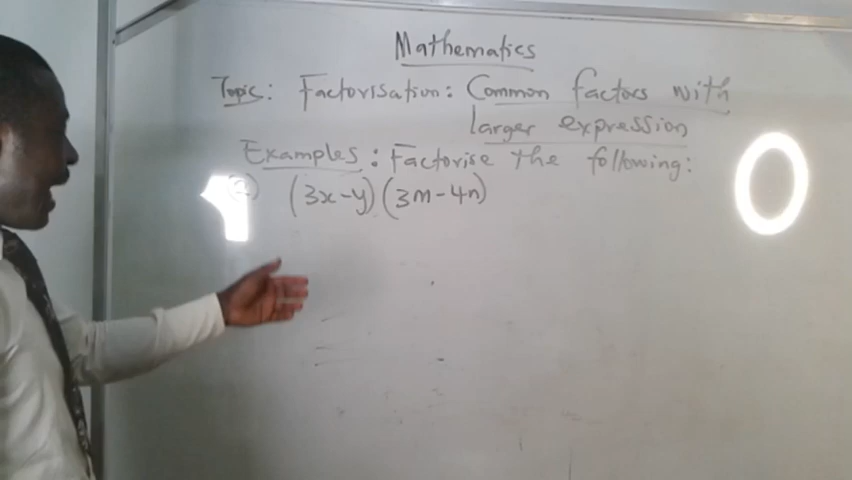 Mathematics
Topic: Factorisation: Common factors with
larger expression
Examples: Factorise the following:
(3x-y)(3m-4n)